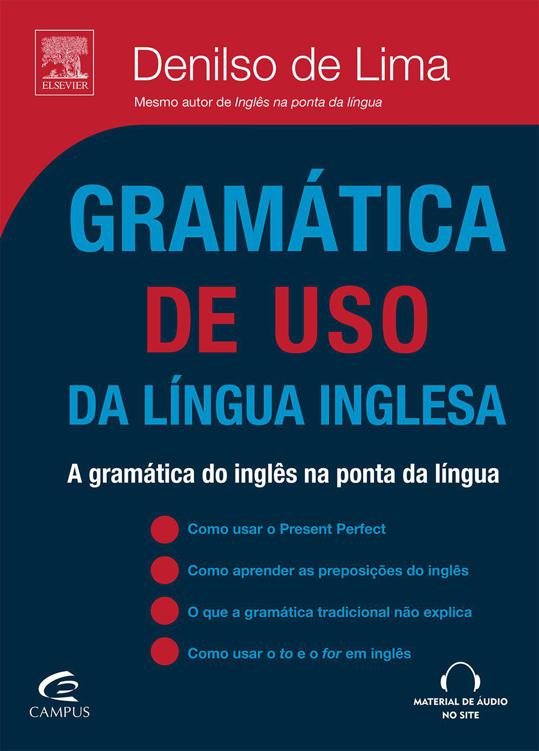 ELSEVIER
Denilso de Lima
Mesmo autor de Inglês na ponta da língua
GRAMÁTICA
DE USO
DA LÍNGUA INGLESA
A gramática do inglês na ponta da língua
Como usar o Present Perfect
Como aprender as preposições do inglês
O que a gramática tradicional não explica
Como usar o to e o for em inglês
CAMPUS
MATERIAL DE ÁUDIO
NO SITE